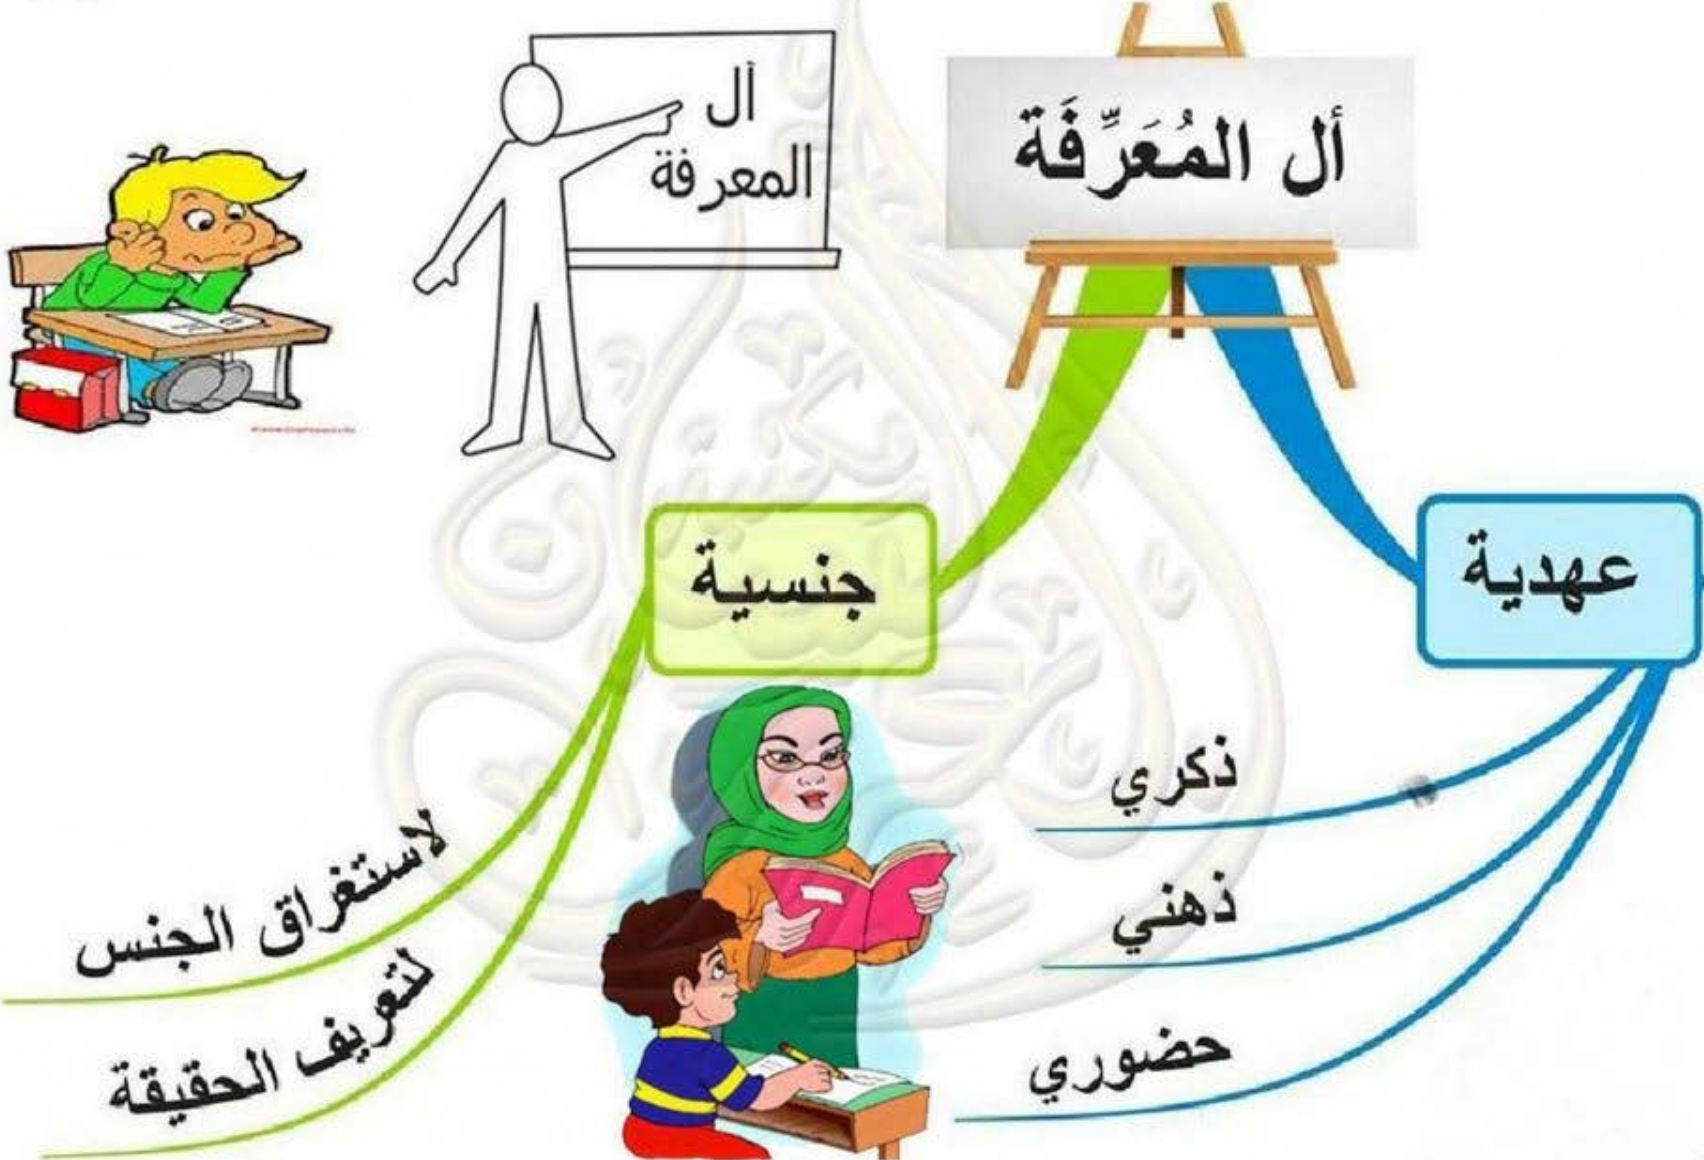 أل المُعَرِّفَة
أل
المعرفة
عهدية
جنسية
ذكري
ذهني
حضوري
لاستغراق الجنس
لتعريف الحقيقة